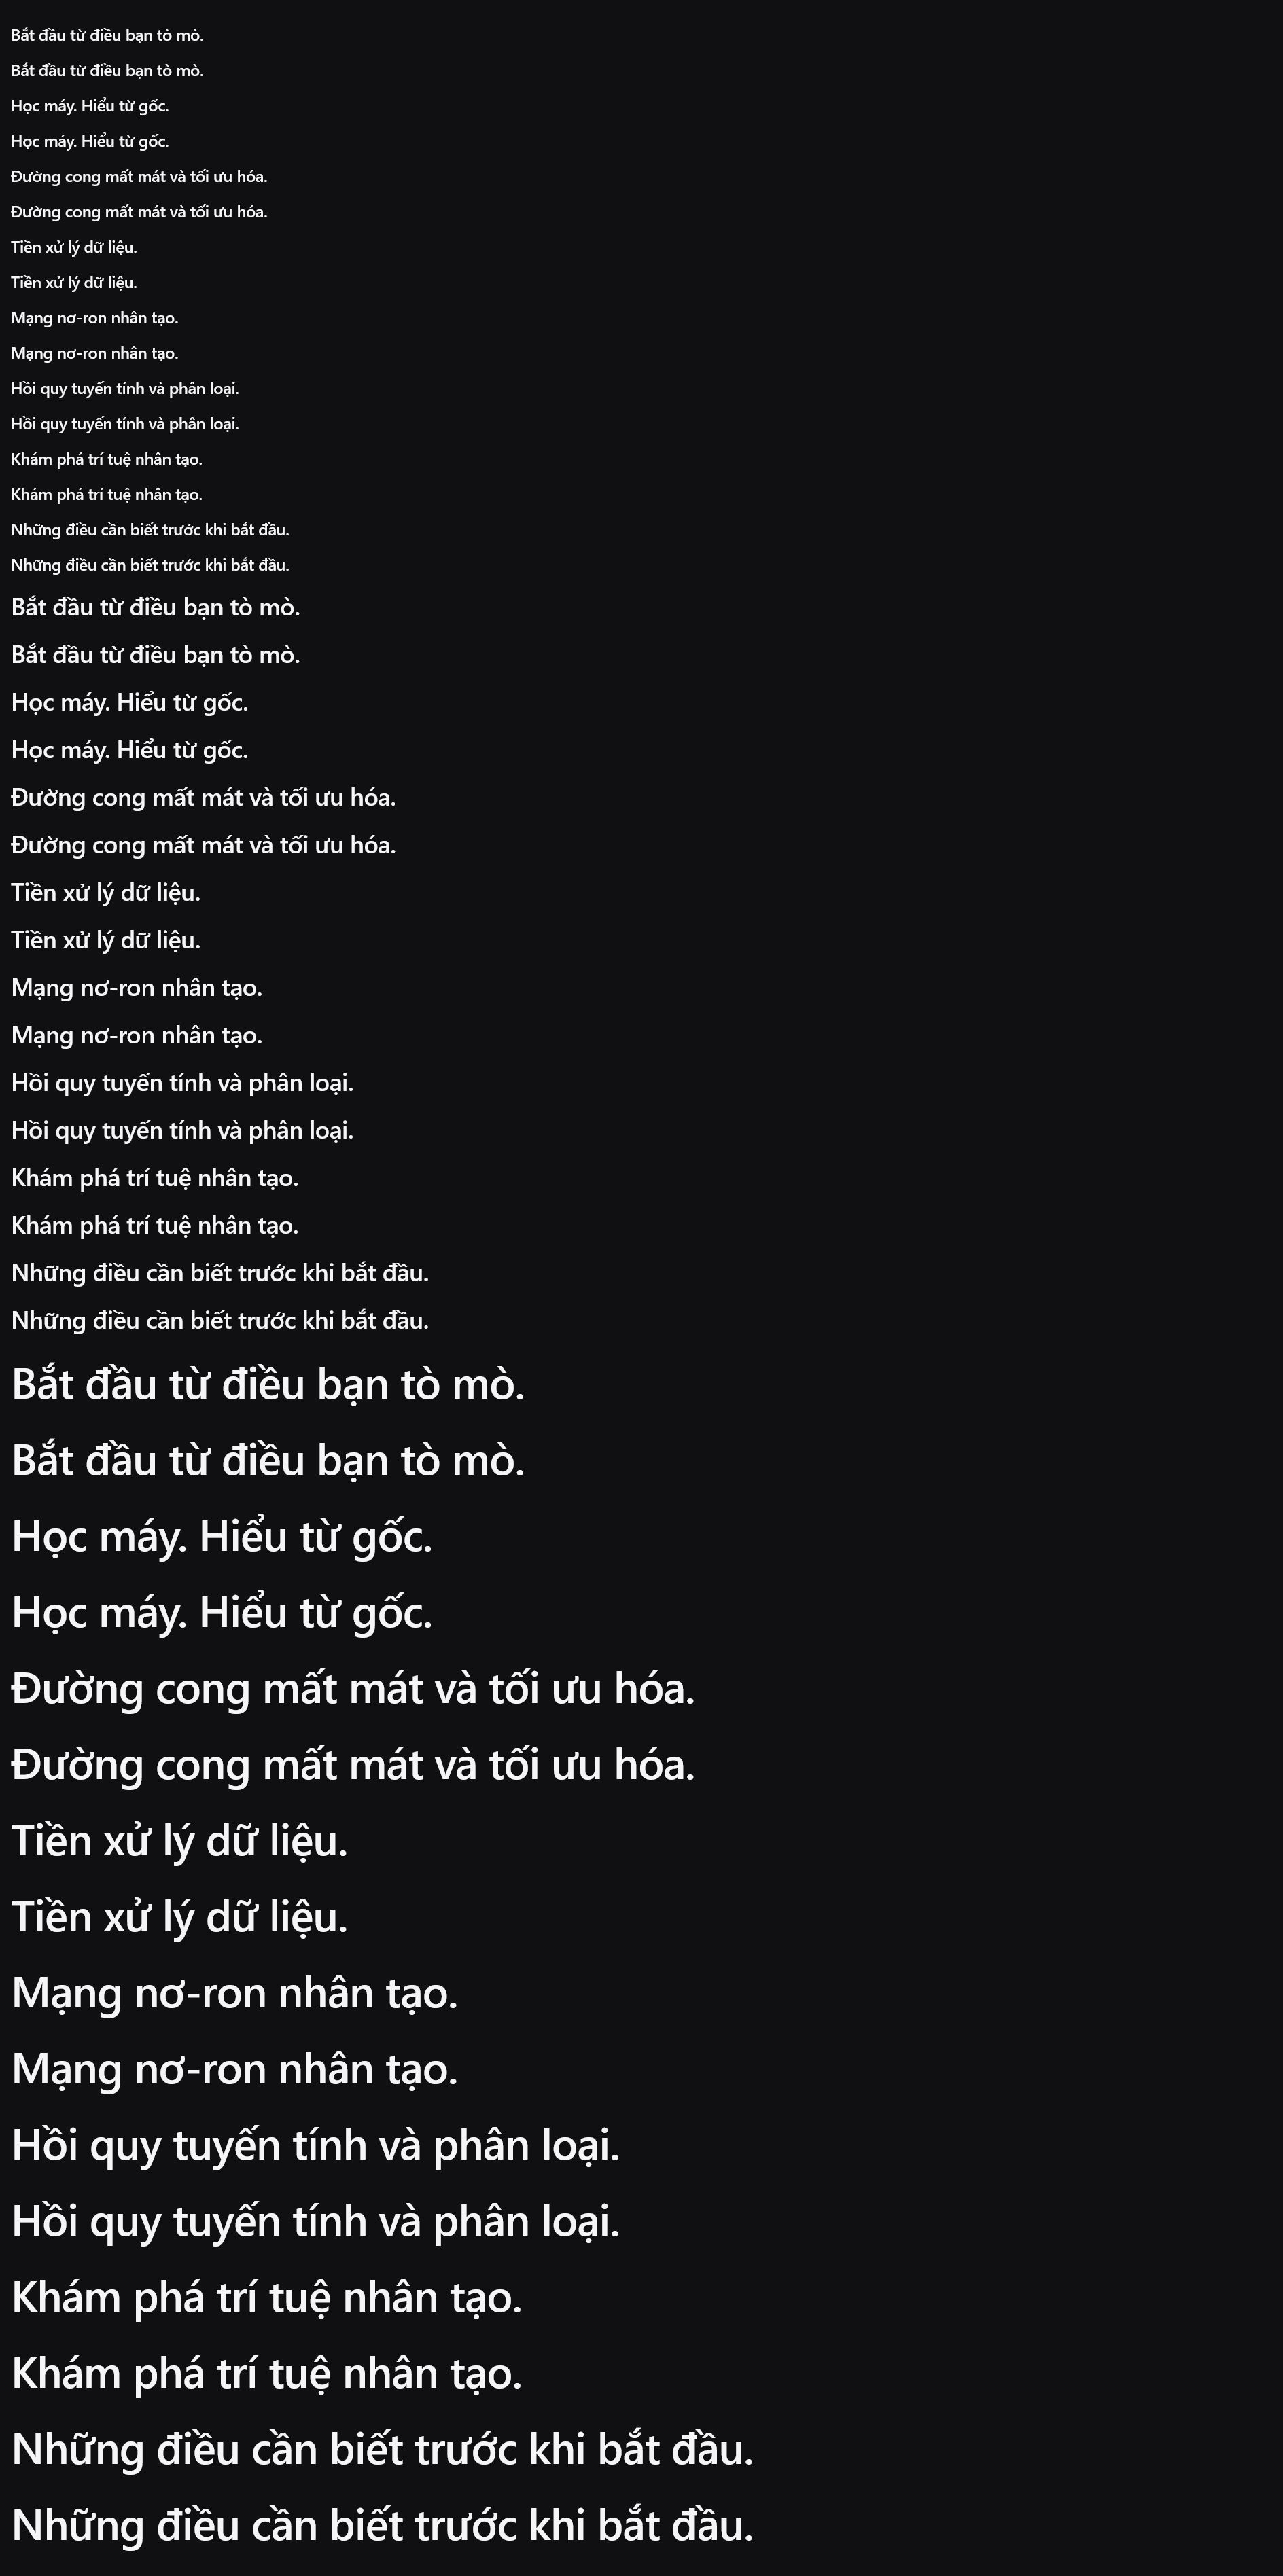 Bắt đầu từ điều bạn tò mò.
Bắt đầu từ điều bạn tò mò.
Học máy. Hiểu từ gốc.
Học máy. Hiểu từ gốc.
Đường cong mất mát và tối ưu hóa.
Đường cong mất mát và tối ưu hóa.
Tiền xử lý dữ liệu.
Tiền xử lý dữ liệu.
Mạng nơ-ron nhân tạo.
Mạng nơ-ron nhân tạo.
Hồi quy tuyến tính và phân loại.
Hồi quy tuyến tính và phân loại.
Khám phá trí tuệ nhân tạo.
Khám phá trí tuệ nhân tạo.
Những điều cần biết trước khi bắt đầu.
Những điều cần biết trước khi bắt đầu.
Bắt đầu từ điều bạn tò mò.
Bắt đầu từ điều bạn tò mò.
Học máy. Hiểu từ gốc.
Học máy. Hiểu từ gốc.
Đường cong mất mát và tối ưu hóa.
Đường cong mất mát và tối ưu hóa.
Tiền xử lý dữ liệu.
Tiền xử lý dữ liệu.
Mạng nơ-ron nhân tạo.
Mạng nơ-ron nhân tạo.
Hồi quy tuyến tính và phân loại.
Hồi quy tuyến tính và phân loại.
Khám phá trí tuệ nhân tạo.
Khám phá trí tuệ nhân tạo.
Những điều cần biết trước khi bắt đầu.
Những điều cần biết trước khi bắt đầu.
Bắt đầu từ điều bạn tò mò.
Bắt đầu từ điều bạn tò mò.
Học máy. Hiểu từ gốc.
Học máy. Hiểu từ gốc.
Đường cong mất mát và tối ưu hóa.
Đường cong mất mát và tối ưu hóa.
Tiền xử lý dữ liệu.
Tiền xử lý dữ liệu.
Mạng nơ-ron nhân tạo.
Mạng nơ-ron nhân tạo.
Hồi quy tuyến tính và phân loại.
Hồi quy tuyến tính và phân loại.
Khám phá trí tuệ nhân tạo.
Khám phá trí tuệ nhân tạo.
Những điều cần biết trước khi bắt đầu.
Những điều cần biết trước khi bắt đầu.